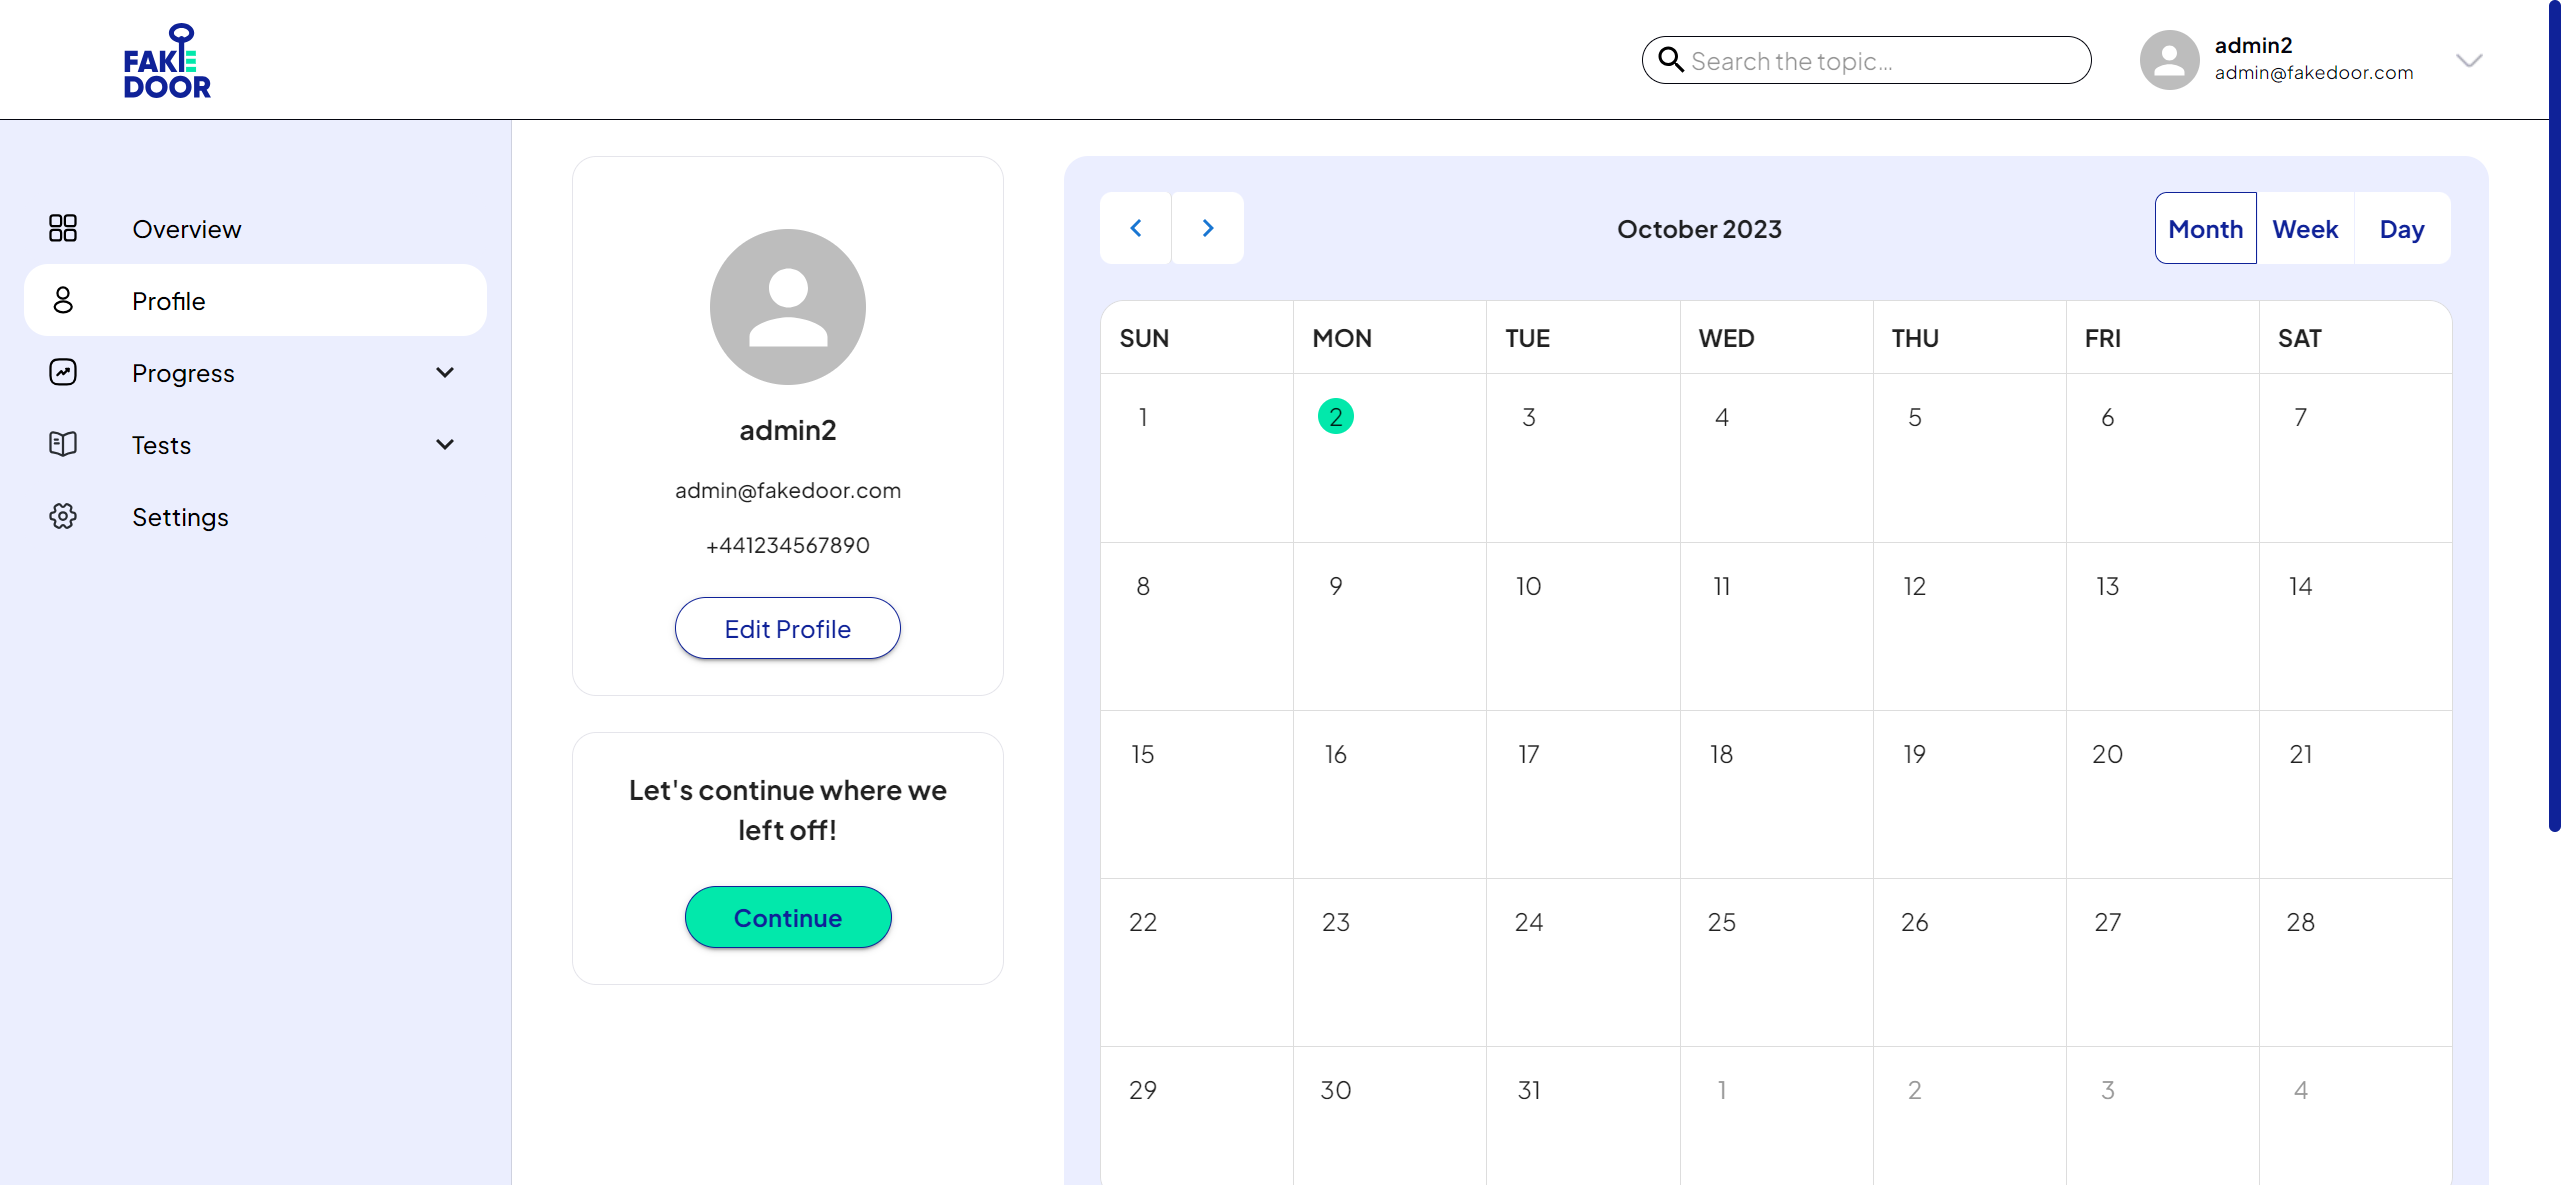 FAKE
DOOR
Search the topic...
admin2
admin@fakedoor.com
Overview
Profile
Progress
Tests
Settings
admin2
admin@fakedoor.com
+441234567890
Edit Profile
Let's continue where we
left off!
Continue
October 2023
Month Week Day
SUN MON TUE WED THU FRI SAT
1 2 3 4 5 6 7
8 9 10 11 12 13 14
15 16 17 18 19 20 21
22 23 24 25 26 27 28
29 30 31 1 2 3 4